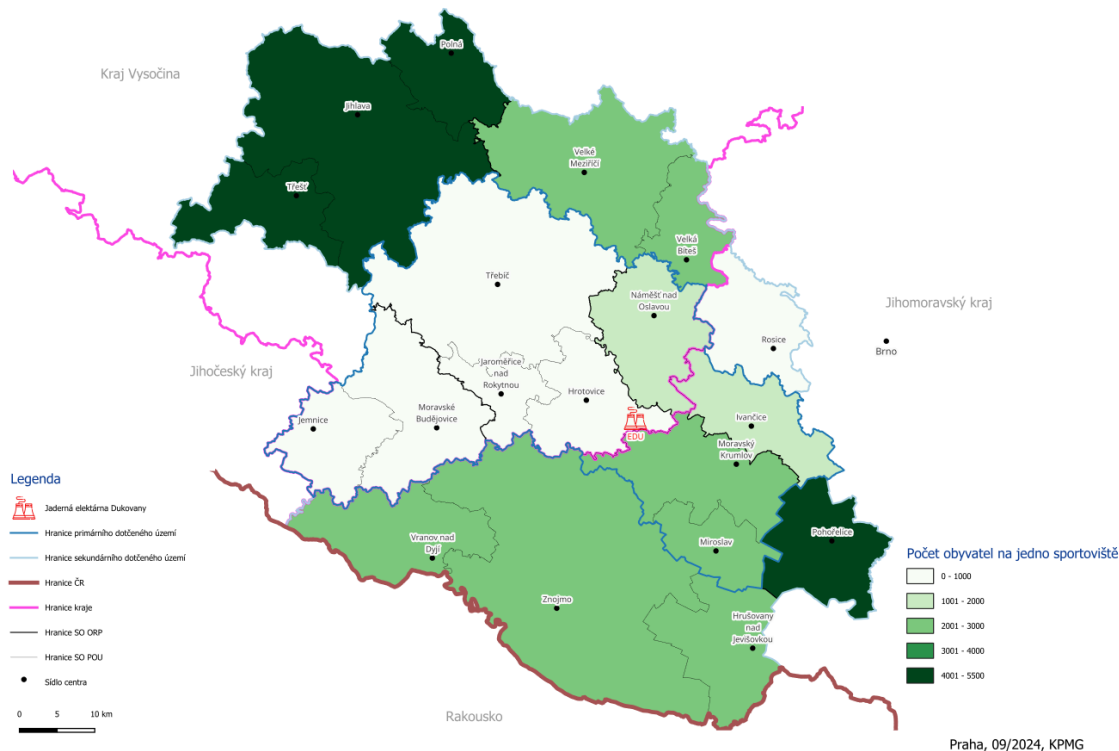 Kraj Vysočina
Polná
Jihlava
Třešť
Velké
Meziříčí
Velká
Bíteš
Třebíč
Náměšť nad
Oslavou
Jihomoravský kraj
Rosice
Brno
Jihočeský kraj
Jaroměřice
nad
Rokytnou
Hrotovice
Jemnice
Moravské
Budějovice
EDU
Ivančice
Moravský
Krumlov
Pohořelice
Vranov nad
Dyjí
Miroslav
Znojmo
Hrušovany
nad
Jevišovkou
Rakousko
Legenda
Jaderná elektárna Dukovany
Hranice primárního dotčeného území
Hranice sekundárního dotčeného území
Hranice ČR
Hranice kraje
Hranice SO ORP
Hranice SO POU
Sídlo centra
0 5 10 km
Počet obyvatel na jedno sportoviště
0 - 1000
1001 - 2000
2001 - 3000
3001 - 4000
4001 - 5500
Praha, 09/2024, KPMG